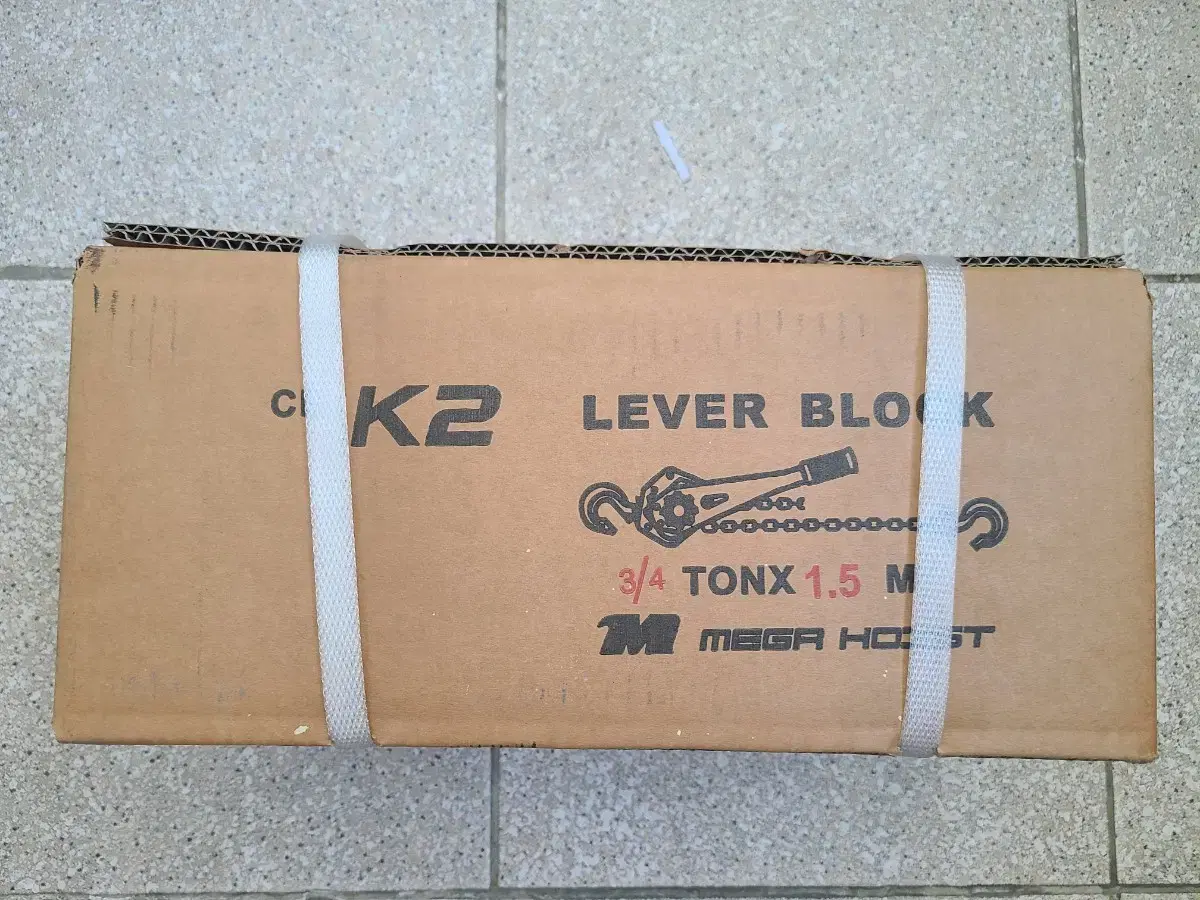 K2
LEVER BLOCK
3/4 TONX 1.5 M
M MEGA HOIST